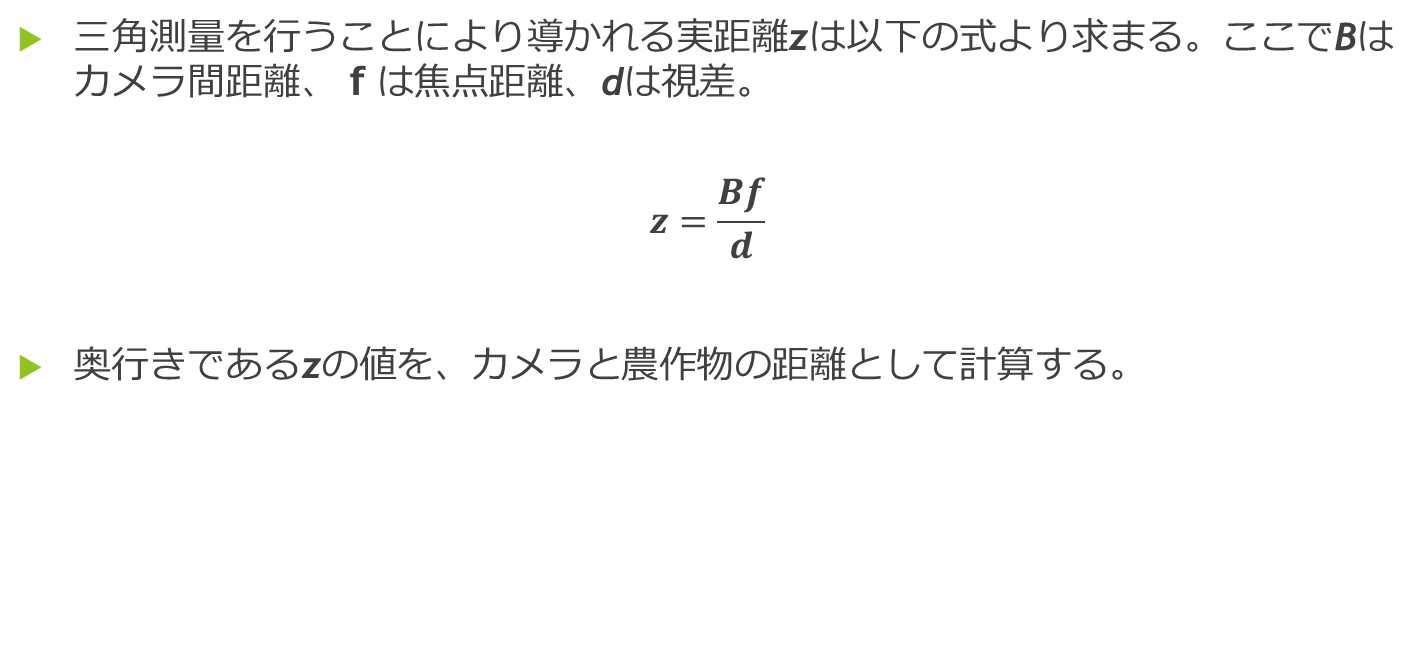 三角測量を行うことにより導かれる実距離zは以下の式より求まる。ここでBは
カメラ間距離、 f は焦点距離、dは視差。
z = Bf/d
奥行きであるzの値を、カメラと農作物の距離として計算する。